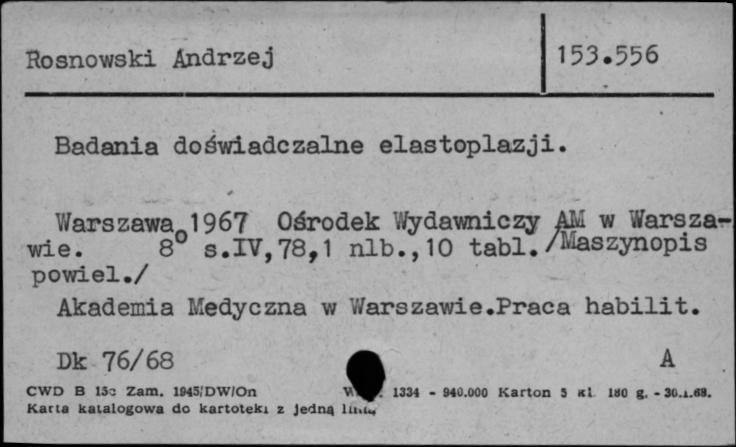 Rosnowski Andrzej 153.556
Badania doświadczalne elastoplazji.
Warszawa 1967 Ośrodek Wydawniczy AM w Warsza-
wie. 8° s.IV,78,1 nlb.,10 tabl./Maszynopis
powiel./
Akademia Medyczna w Warszawie.Praca habilit.
Dk 76/68 A
CWD B 15c Zam. 1945/DW/On 1334 - 940.000 Karton 5 kl. 180 g. - 30.1.68.
Karta katalogowa do kartoteki z jedną linią